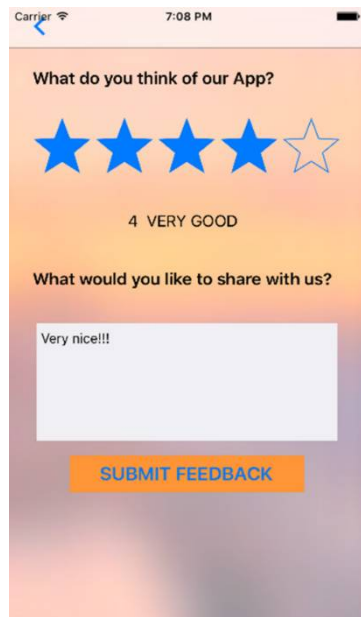 Carrier 7:08 PM
What do you think of our App?
4 VERY GOOD
What would you like to share with us?
Very nice!!!
SUBMIT FEEDBACK